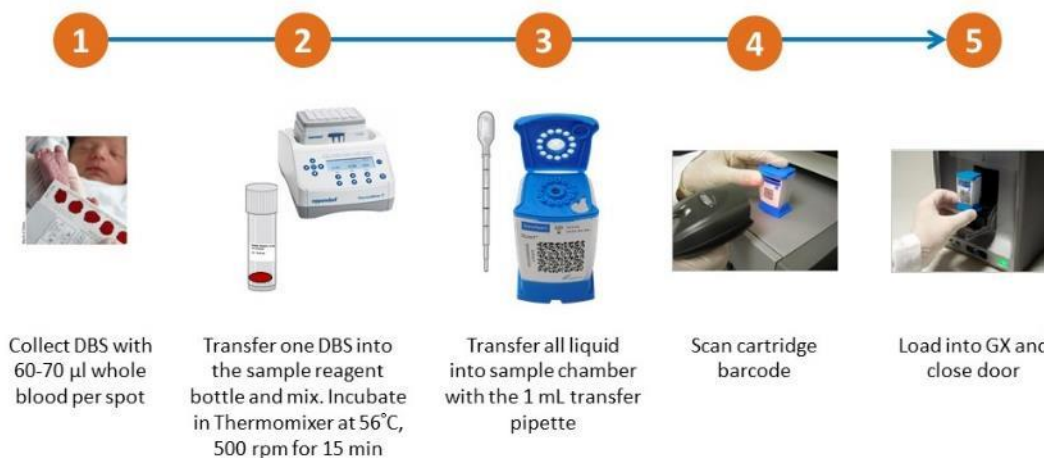 1
2
3
4
5
Collect DBS with
60-70 µl whole
blood per spot
Transfer one DBS into
the sample reagent
bottle and mix. Incubate
in Thermomixer at 56°C,
500 rpm for 15 min
Transfer all liquid
into sample chamber
with the 1 mL transfer
pipette
Scan cartridge
barcode
Load into GX and
close door